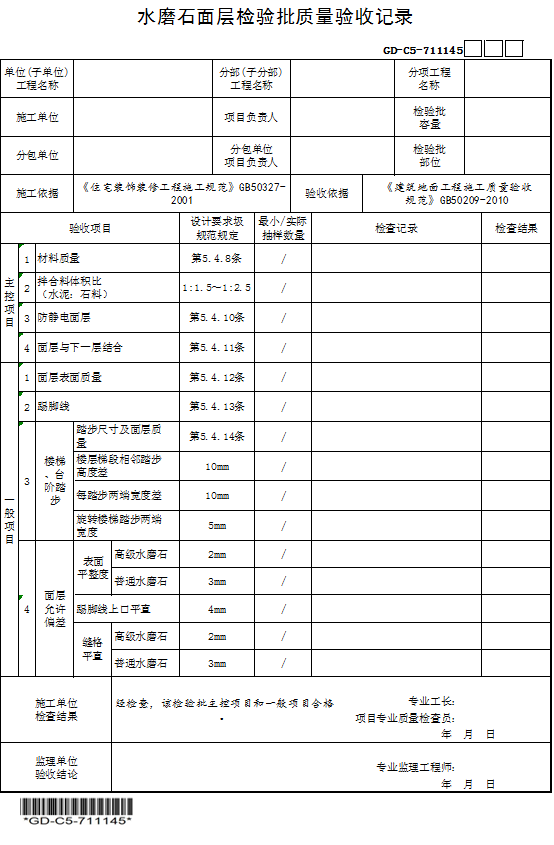 水磨石面层检验批质量验收记录
GD-C5-711145
单位(子单位)
工程名称
分部(子分部)
工程名称
分项工程
名称
施工单位
项目负责人
检验批
容量
分包单位
分包单位
项目负责人
检验批
部位
施工依据
《住宅装饰装修工程施工规范》GB50327-
2001
验收依据
《建筑地面工程施工质量验收
规范》GB50209-2010
验收项目
设计要求及
规范规定
最小/实际
抽样数量
检查记录
检查结果
主控项目
1 材料质量 第5.4.8条 /
2 拌合料体积比
（水泥：石料）
1:1.5～1:2.5 /
3 防静电面层 第5.4.10条 /
4 面层与下一层结合 第5.4.11条 /
一般项目
1 面层表面质量 第5.4.12条 /
2 踢脚线 第5.4.13条 /
3
楼梯
、台
阶踏
步
踏步尺寸及面层质
量
第5.4.14条 /
楼层梯段相邻踏步
高度差
10mm /
每踏步两端宽度差 10mm /
旋转楼梯踏步两端
宽度
5mm /
4
面层
允许
偏差
表面
平整度
高级水磨石 2mm /
普通水磨石 3mm /
踢脚线上口平直 4mm /
缝格
平直
高级水磨石 2mm /
普通水磨石 3mm /
施工单位
检查结果
经检查，该检验批主控项目和一般项目合格
。
专业工长：
项目专业质量检查员：
年 月 日
监理单位
验收结论
专业监理工程师：
年 月 日
*GD-C5-711145*